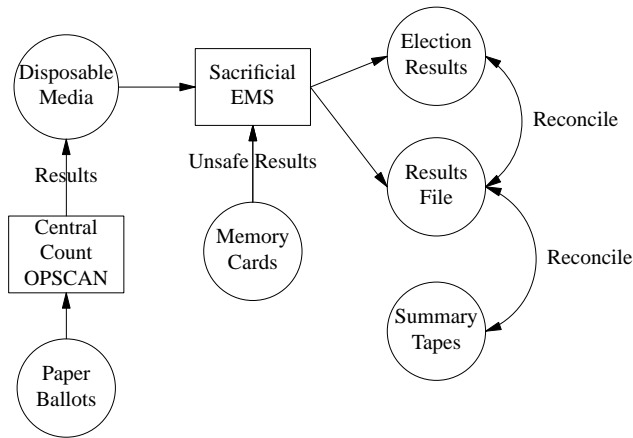 Disposable
Media
Sacrificial
EMS
Election
Results
Reconcile
Unsafe Results
Results
Results
File
Central
Count
OPSCAN
Memory
Cards
Reconcile
Summary
Tapes
Paper
Ballots